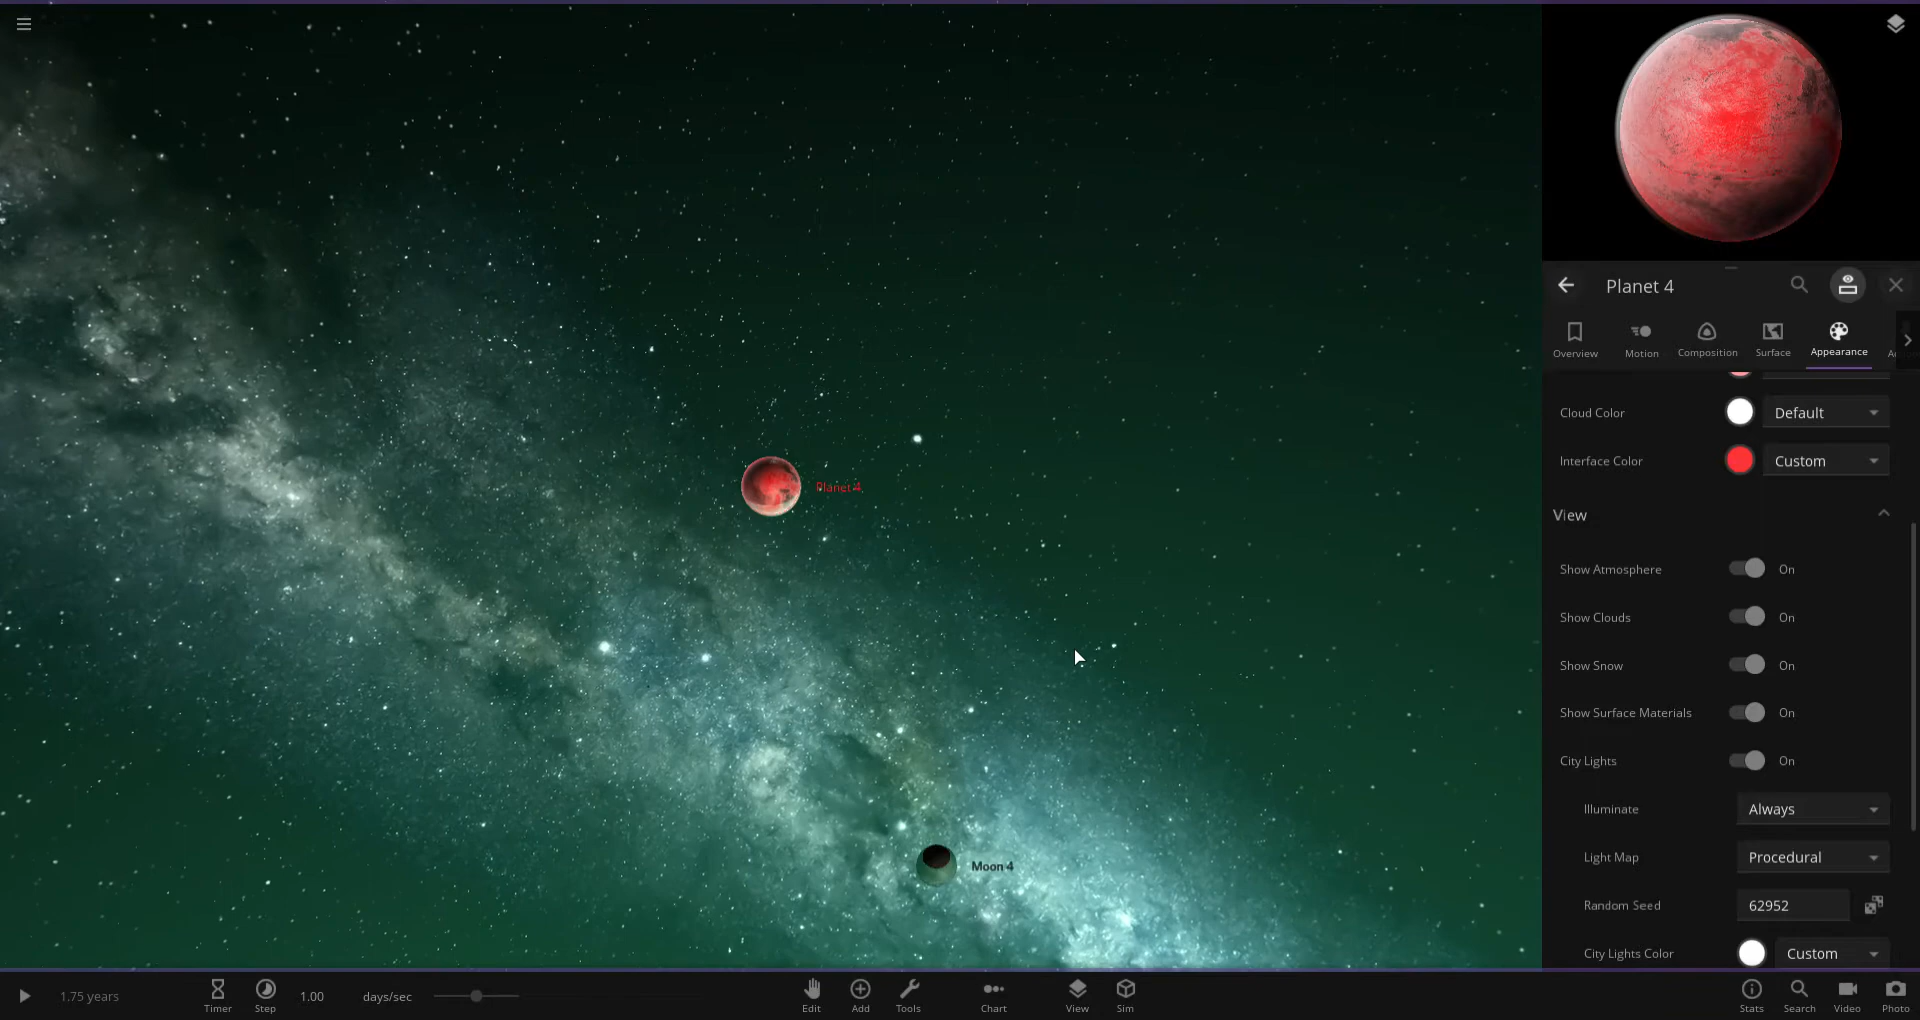 Planet 4
Overview
Motion
Composition
Surface
Appearance
Cloud Color
Default
Interface Color
Custom
View
Show Atmosphere
On
Show Clouds
On
Show Snow
On
Show Surface Materials
On
City Lights
On
Illuminate
Always
Light Map
Procedural
Random Seed
62952
City Lights Color
Custom
Planet 4
Moon 4
1.75 years
Timer
Step
1.00
days/sec
Edit
Add
Tools
Chart
View
Sim
Stats
Search
Video
Photo